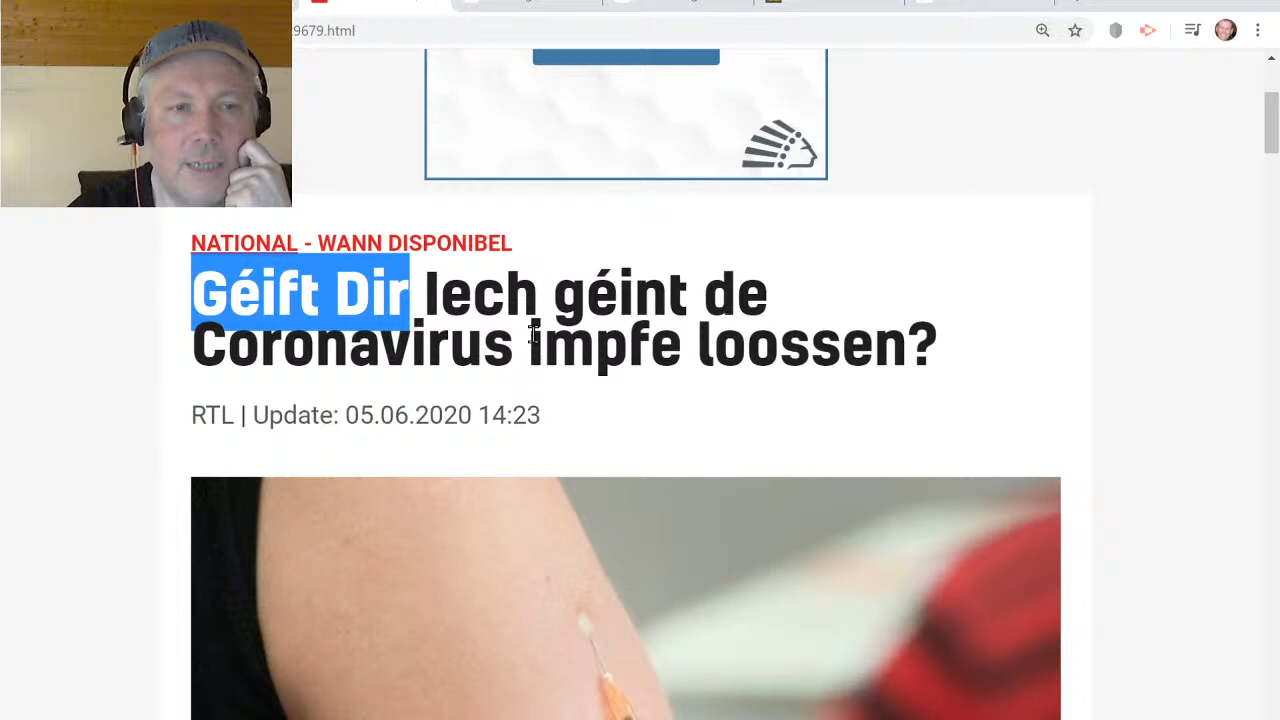 9679.html
NATIONAL - WANN DISPONIBEL
Géift Dir Iech géint de
Coronavirus impfe loossen?
RTL | Update: 05.06.2020 14:23